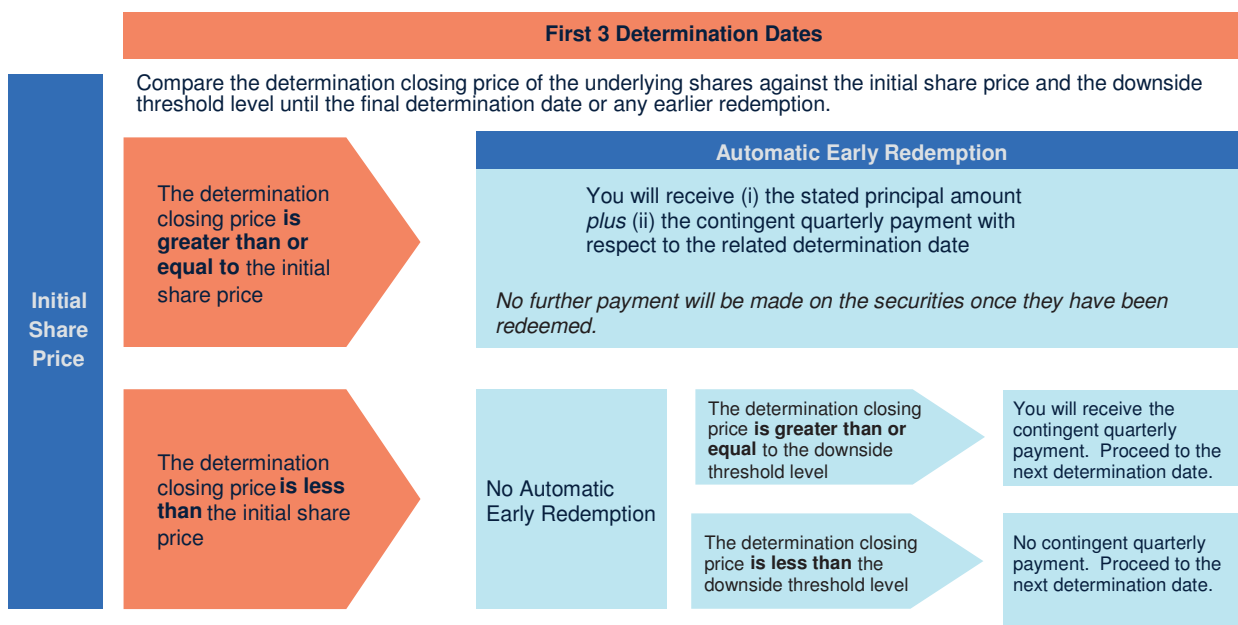 First 3 Determination Dates
Compare the determination closing price of the underlying shares against the initial share price and the downside
threshold level until the final determination date or any earlier redemption.
Initial
Share
Price
The determination
closing price is
greater than or
equal to the initial
share price
Automatic Early Redemption
You will receive (i) the stated principal amount
plus (ii) the contingent quarterly payment with
respect to the related determination date
No further payment will be made on the securities once they have been
redeemed.
The determination
closing price is less
than the initial share
price
No Automatic
Early Redemption
The determination closing
price is greater than or
equal to the downside
threshold level
You will receive the
contingent quarterly
payment.  Proceed to the
next determination date.
The determination closing
price is less than the
downside threshold level
No contingent quarterly
payment.  Proceed to the
next determination date.